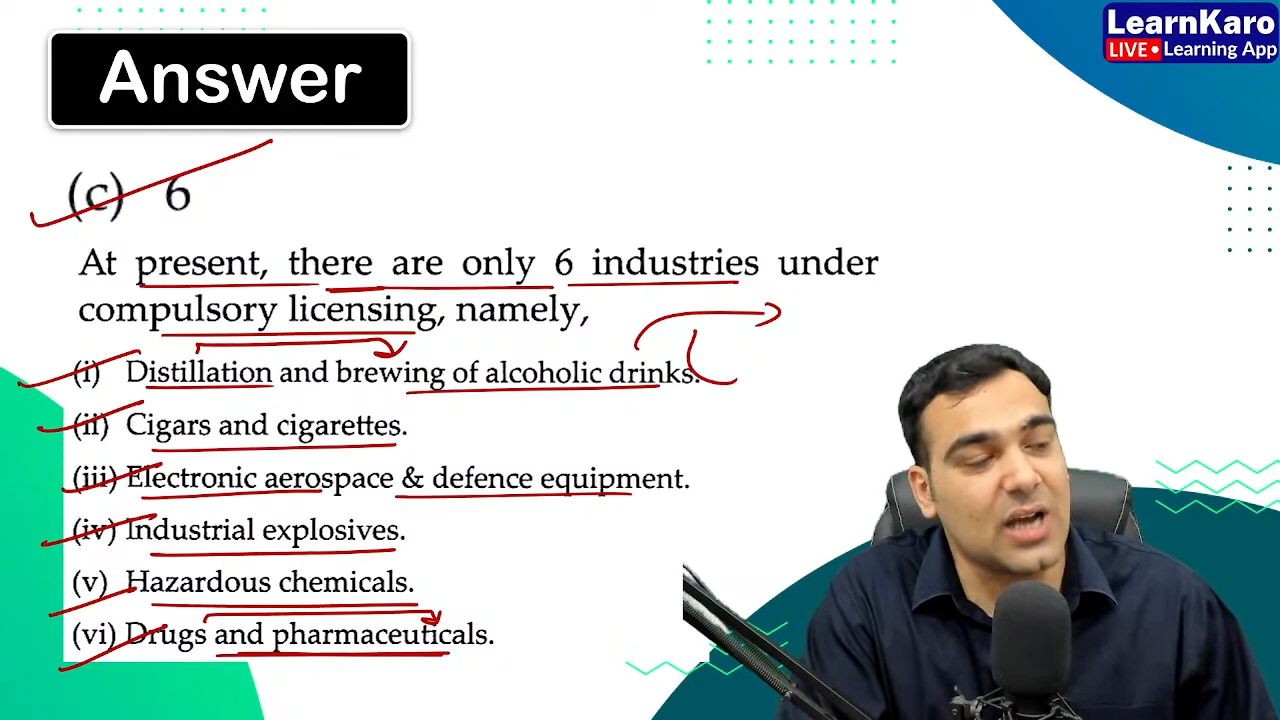 LearnKaro
LIVE • Learning App
Answer
(c) 6
At present, there are only 6 industries under
compulsory licensing, namely,
(i) Distillation and brewing of alcoholic drinks.
(ii) Cigars and cigarettes.
(iii) Electronic aerospace & defence equipment.
(iv) Industrial explosives.
(v) Hazardous chemicals.
(vi) Drugs and pharmaceuticals.